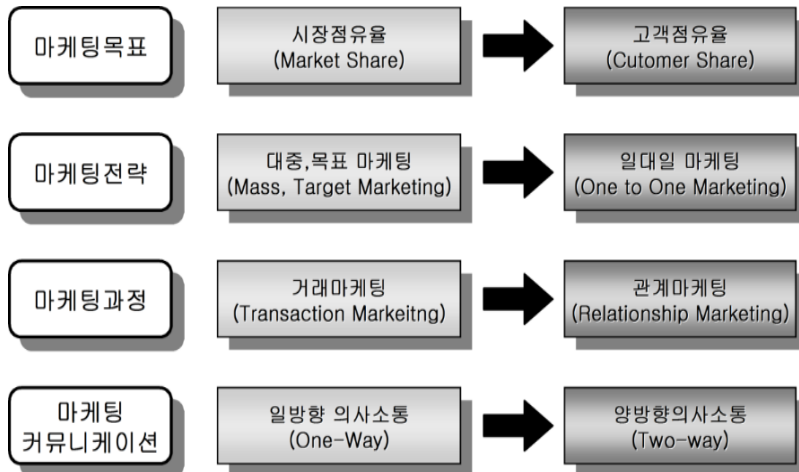 마케팅목표
시장점유율
(Market Share)
고객점유율
(Cutomer Share)
마케팅전략
대중,목표 마케팅
(Mass, Target Marketing)
일대일 마케팅
(One to One Marketing)
마케팅과정
거래마케팅
(Transaction Markeitng)
관계마케팅
(Relationship Marketing)
마케팅
커뮤니케이션
일방향 의사소통
(One-Way)
양방향의사소통
(Two-way)